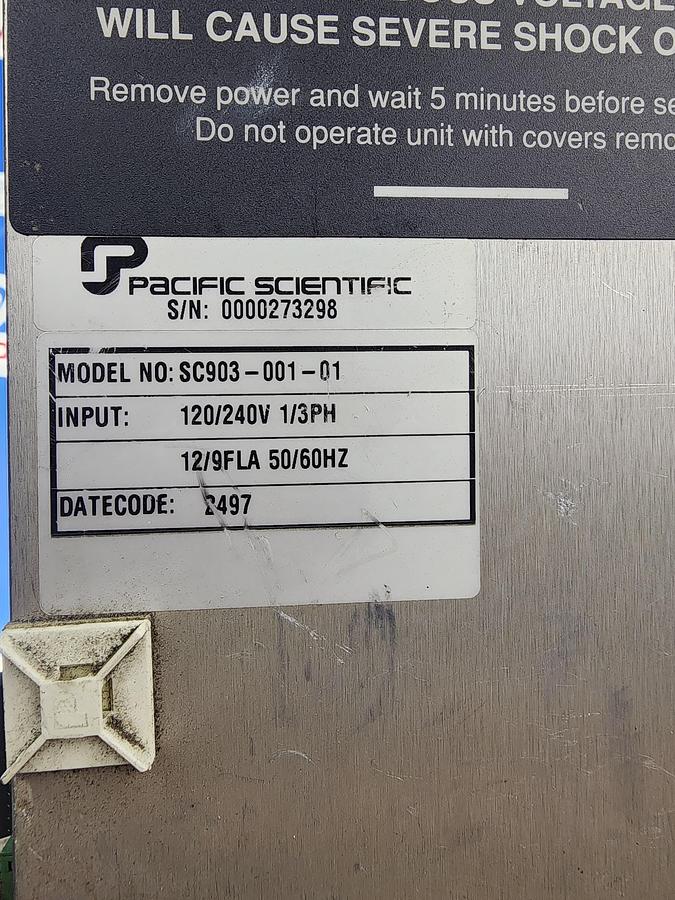 WILL CAUSE SEVERE SHOCK
Remove power and wait 5 minutes before
Do not operate unit with covers
PACIFIC SCIENTIFIC
S/N: 0000273298
MODEL NO: SC903-001-01
INPUT: 120/240V 1/3PH
12/9FLA 50/60HZ
DATECODE: 2497